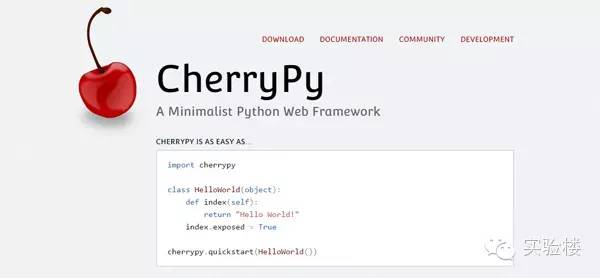 DOWNLOAD DOCUMENTATION COMMUNITY DEVELOPMENT
CherryPy
A Minimalist Python Web Framework
CHERRYPY IS AS EASY AS...
import cherrypy
class HelloWorld(object):
def index(self):
return "Hello World!"
index.exposed = True
cherrypy.quickstart(HelloWorld())
实验楼